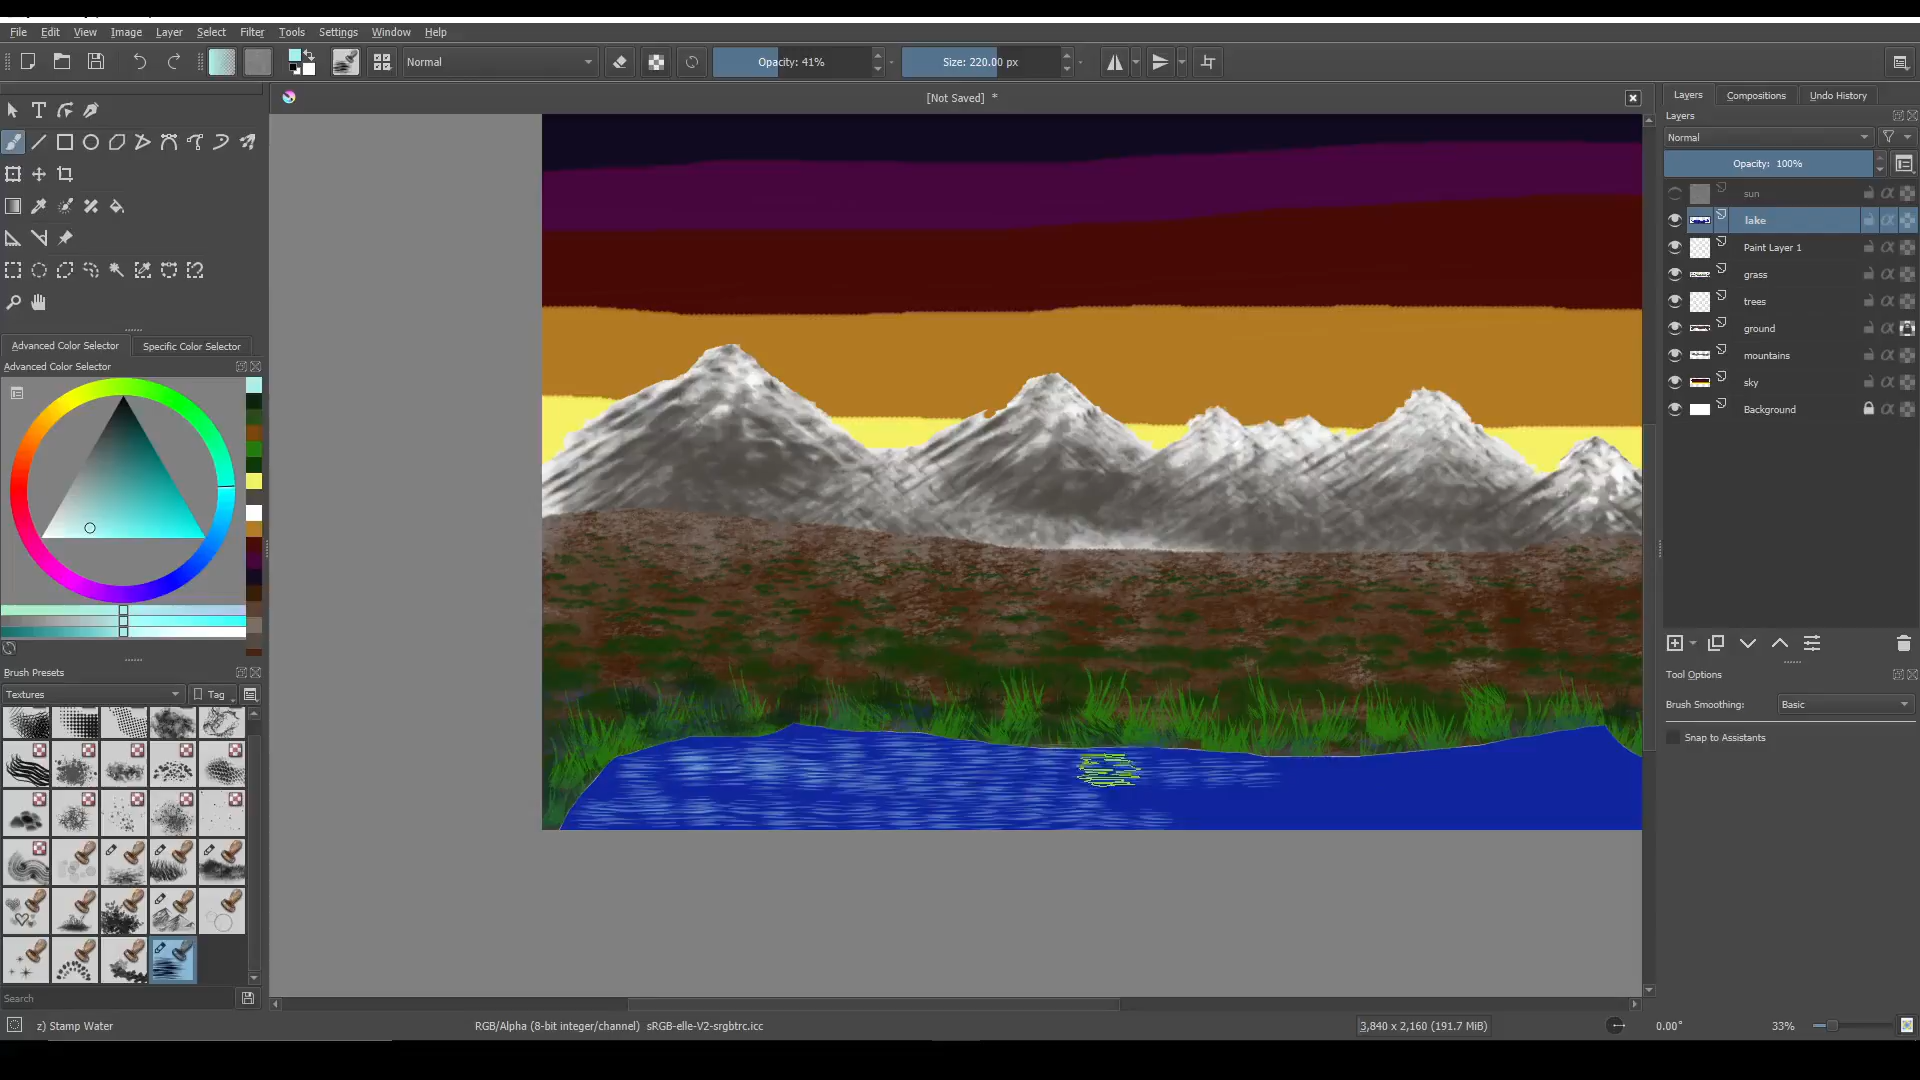 File Edit View Image Layer Select Filter Tools Settings Window Help
Normal Opacity: 41% Size: 220.00 px
[Not Saved] *
Layers Compositions Undo History
Layers
Normal
Opacity: 100%
sun
lake
Paint Layer 1
grass
trees
ground
mountains
sky
Background
Advanced Color Selector Specific Color Selector
Advanced Color Selector
Brush Presets
Textures Tag
Search
Tool Options
Brush Smoothing: Basic
Snap to Assistants
z) Stamp Water RGB/Alpha (8-bit integer/channel) sRGB-elle-V2-srgbtrc.icc 3,840 x 2,160 (191.7 MiB) 0.00° 33%